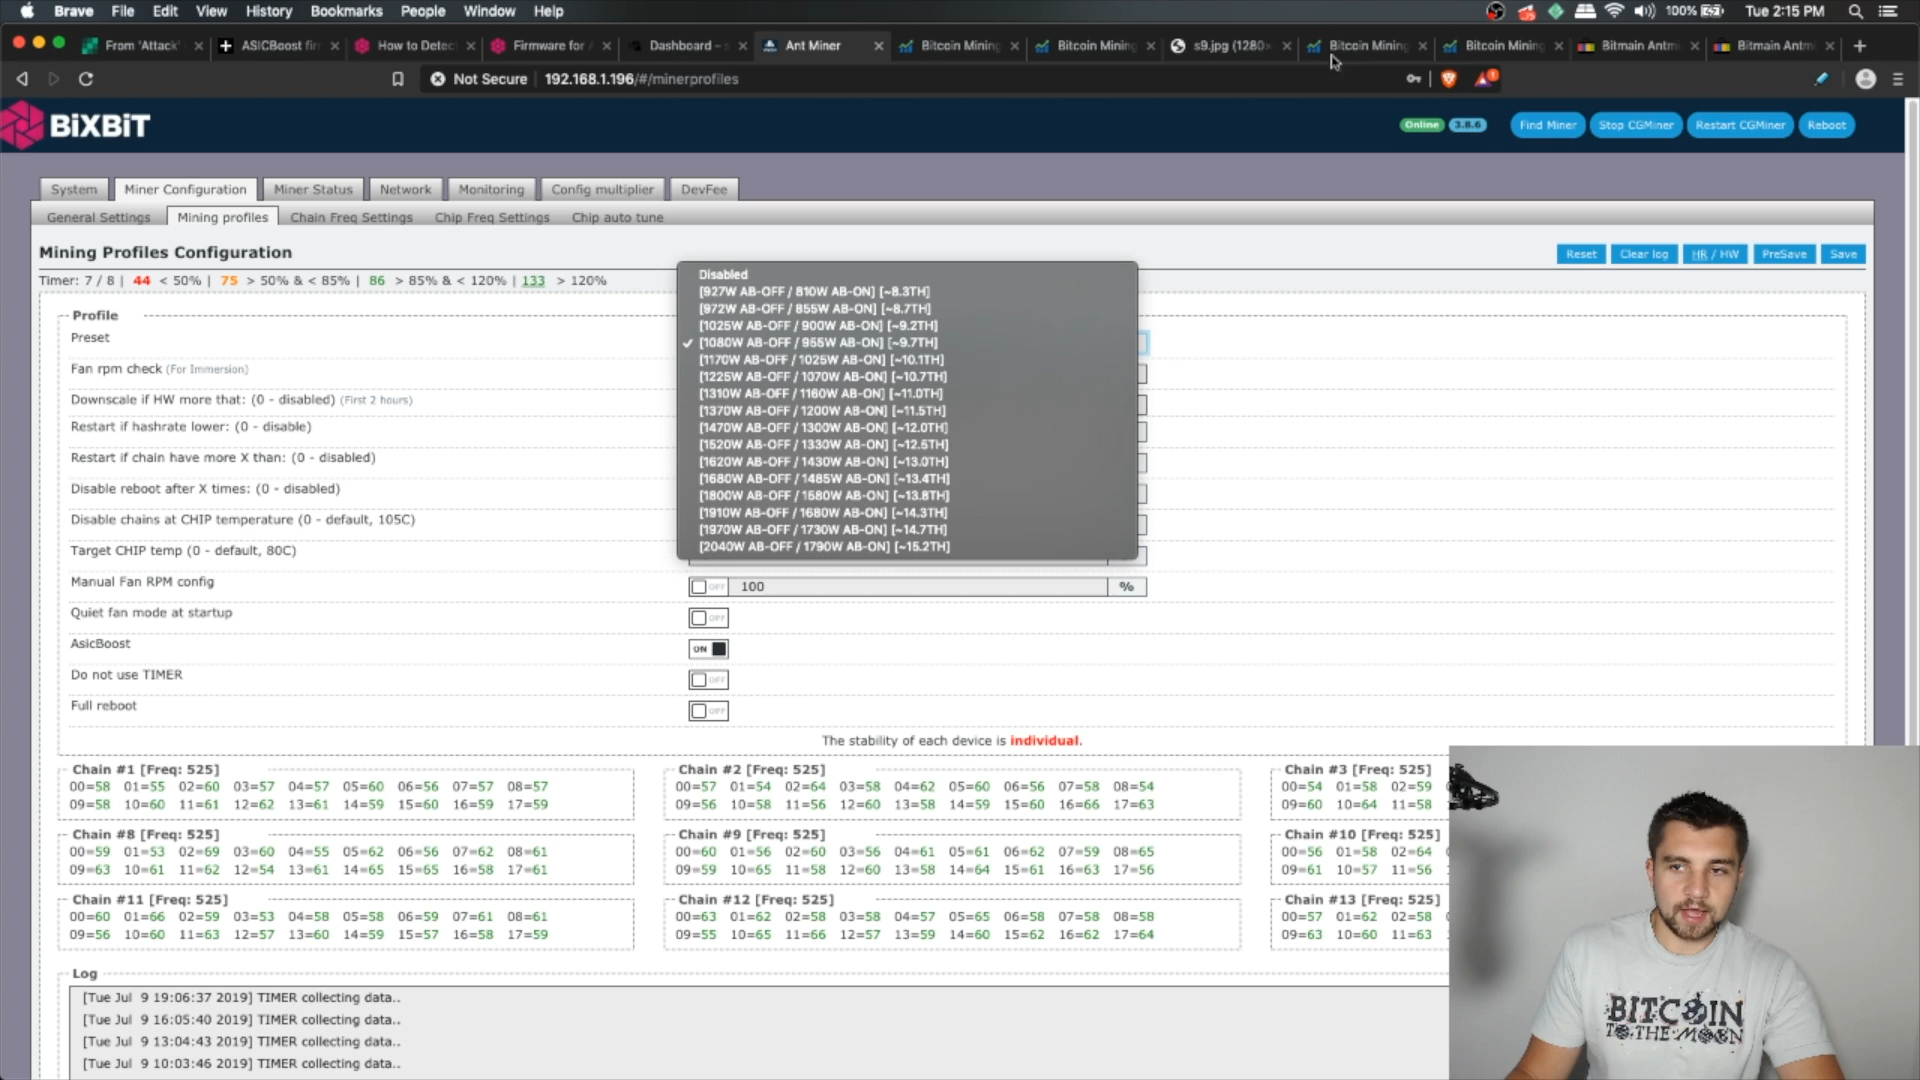 Brave File Edit View History Bookmarks People Window Help 100% Tue 2:15 PM
From 'Attack' ASICBoost fir How to Detec Firmware for Dashboard – Ant Miner Bitcoin Mining Bitcoin Mining s9.jpg (1280 Bitcoin Mining Bitcoin Mining Bitmain Antm Bitmain Antm
Not Secure 192.168.1.196/#/minerprofiles
BiXBiT Online 3.8.6 Find Miner Stop CGMiner Restart CGMiner Reboot
System Miner Configuration Miner Status Network Monitoring Config multiplier DevFee
General Settings Mining profiles Chain Freq Settings Chip Freq Settings Chip auto tune
Mining Profiles Configuration Reset Clear log HR / HW PreSave Save
Timer: 7 / 8 | 44 < 50% | 75 > 50% & < 85% | 86 > 85% & < 120% | 133 > 120%
Profile
Preset
Fan rpm check (For Immersion)
Downscale if HW more that: (0 - disabled) (First 2 hours)
Restart if hashrate lower: (0 - disable)
Restart if chain have more X than: (0 - disabled)
Disable reboot after X times: (0 - disabled)
Disable chains at CHIP temperature (0 - default, 105C)
Target CHIP temp (0 - default, 80C)
Disabled
[927W AB-OFF / 810W AB-ON] [~8.3TH]
[972W AB-OFF / 855W AB-ON] [~8.7TH]
[1025W AB-OFF / 900W AB-ON] [~9.2TH]
✓ [1080W AB-OFF / 955W AB-ON] [~9.7TH]
[1170W AB-OFF / 1025W AB-ON] [~10.1TH]
[1225W AB-OFF / 1070W AB-ON] [~10.7TH]
[1310W AB-OFF / 1160W AB-ON] [~11.0TH]
[1370W AB-OFF / 1200W AB-ON] [~11.5TH]
[1470W AB-OFF / 1300W AB-ON] [~12.0TH]
[1520W AB-OFF / 1330W AB-ON] [~12.5TH]
[1620W AB-OFF / 1430W AB-ON] [~13.0TH]
[1680W AB-OFF / 1485W AB-ON] [~13.4TH]
[1800W AB-OFF / 1580W AB-ON] [~13.8TH]
[1910W AB-OFF / 1680W AB-ON] [~14.3TH]
[1970W AB-OFF / 1730W AB-ON] [~14.7TH]
[2040W AB-OFF / 1790W AB-ON] [~15.2TH]
Manual Fan RPM config OFF 100 %
Quiet fan mode at startup OFF
AsicBoost ON
Do not use TIMER OFF
Full reboot OFF
The stability of each device is individual.
Chain #1 [Freq: 525]
00=58 01=55 02=60 03=57 04=57 05=60 06=56 07=57 08=57
09=58 10=60 11=61 12=62 13=61 14=59 15=60 16=59 17=59
Chain #2 [Freq: 525]
00=57 01=54 02=64 03=58 04=62 05=60 06=56 07=58 08=54
09=56 10=58 11=56 12=60 13=58 14=59 15=60 16=66 17=63
Chain #3 [Freq: 525]
00=54 01=58 02=59
09=60 10=64 11=58
Chain #8 [Freq: 525]
00=59 01=53 02=69 03=60 04=55 05=62 06=56 07=62 08=61
09=63 10=61 11=62 12=54 13=61 14=65 15=65 16=58 17=61
Chain #9 [Freq: 525]
00=60 01=56 02=60 03=56 04=61 05=61 06=62 07=59 08=65
09=59 10=65 11=58 12=60 13=58 14=64 15=61 16=63 17=56
Chain #10 [Freq: 525]
00=56 01=58 02=64
09=61 10=57 11=56
Chain #11 [Freq: 525]
00=60 01=66 02=59 03=53 04=58 05=58 06=59 07=61 08=61
09=56 10=60 11=63 12=57 13=60 14=59 15=57 16=58 17=59
Chain #12 [Freq: 525]
00=63 01=62 02=58 03=58 04=57 05=65 06=58 07=58 08=58
09=55 10=65 11=66 12=57 13=59 14=60 15=62 16=62 17=64
Chain #13 [Freq: 525]
00=57 01=62 02=58
09=63 10=60 11=63
Log
[Tue Jul 9 19:06:37 2019] TIMER collecting data..
[Tue Jul 9 16:05:40 2019] TIMER collecting data..
[Tue Jul 9 13:04:43 2019] TIMER collecting data..
[Tue Jul 9 10:03:46 2019] TIMER collecting data..
BITCOIN
TO THE MOON